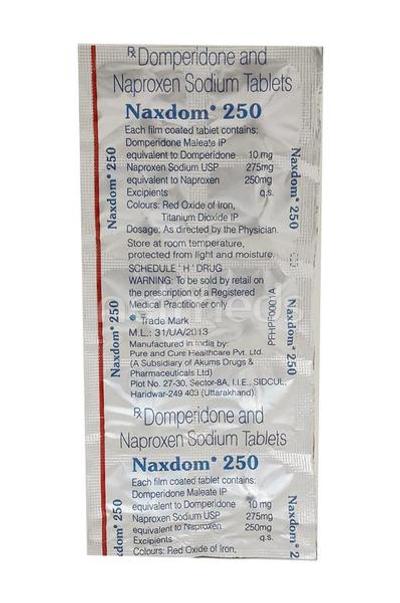 Rx Domperidone and
Naproxen Sodium Tablets
Naxdom® 250
Each film coated tablet contains:
Domperidone Maleate IP
equivalent to Domperidone 10 mg
Naproxen Sodium USP 275mg
equivalent to Naproxen 250mg
Excipients q.s.
Colours: Red Oxide of Iron,
Titanium Dioxide IP
Dosage: As directed by the Physician.
Store at room temperature,
protected from light and moisture.
SCHEDULE 'H' DRUG
WARNING: To be sold by retail on
the prescription of a Registered
Medical Practitioner only
Trade Mark
M.L.: 31/UA/2013
Manufactured in India by:
Pure and Cure Healthcare Pvt. Ltd.
(A Subsidiary of Akums Drugs &
Pharmaceuticals Ltd)
Plot No. 27-30, Sector-8A, I.I.E., SIDCUL,
Haridwar-249 403 (Uttarakhand)
Rx Domperidone and
Naproxen Sodium Tablets
Naxdom® 250
Each film coated tablet contains:
Domperidone Maleate IP
equivalent to Domperidone 10 mg
Naproxen Sodium USP 275mg
equivalent to Naproxen 250mg
Excipients q.s.
Colours: Red Oxide of Iron,
Naxdom® 250
Naxdom® 250
xdom® 250
Naxdom® 250
PFHPF0001A
Naxdom® 250
Naxdom® 2